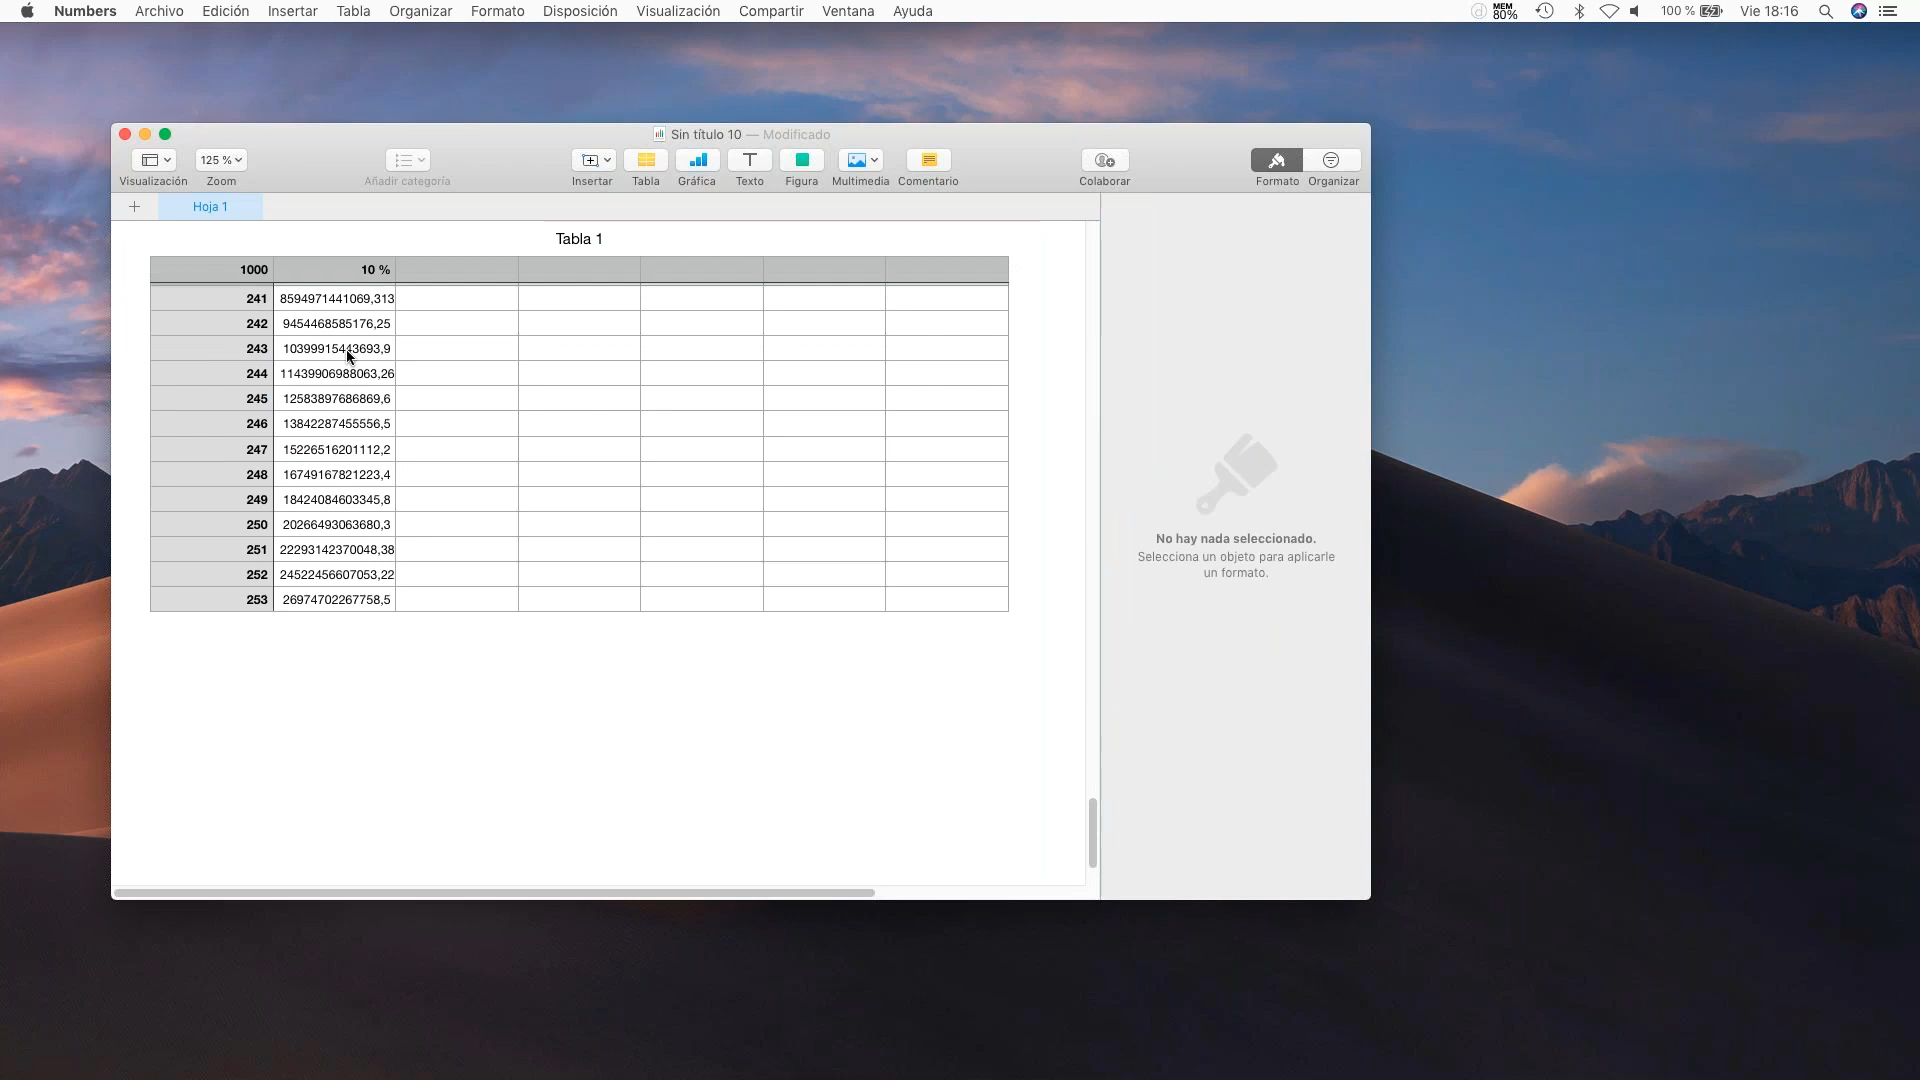 Numbers Archivo Edición Insertar Tabla Organizar Formato Disposición Visualización Compartir Ventana Ayuda MEM 80% 100 % Vie 18:16
Sin título 10 — Modificado
125 %
Visualización Zoom Añadir categoría Insertar Tabla Gráfica Texto Figura Multimedia Comentario Colaborar Formato Organizar
Hoja 1
Tabla 1
1000 10 %
241 8594971441069,313
242 9454468585176,25
243 10399915443693,9
244 11439906988063,26
245 12583897686869,6
246 13842287455556,5
247 15226516201112,2
248 16749167821223,4
249 18424084603345,8
250 20266493063680,3
251 22293142370048,38
252 24522456607053,22
253 26974702267758,5
No hay nada seleccionado.
Selecciona un objeto para aplicarle
un formato.